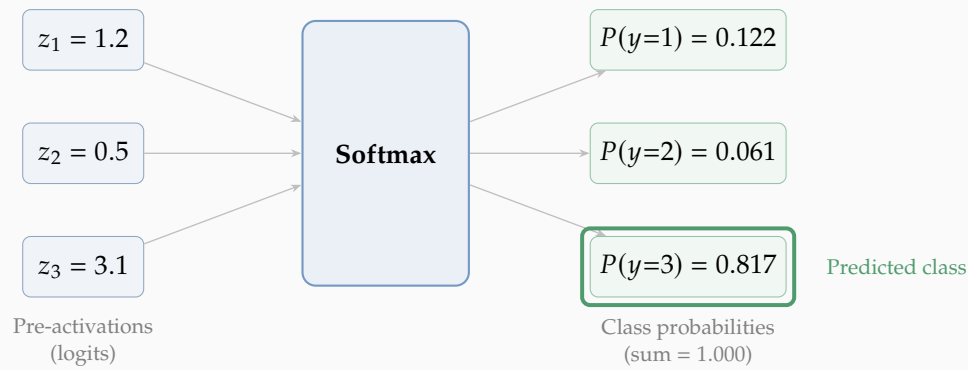 z₁ = 1.2
z₂ = 0.5
z₃ = 3.1
Pre-activations
(logits)
Softmax
P(y=1) = 0.122
P(y=2) = 0.061
P(y=3) = 0.817
Class probabilities
(sum = 1.000)
Predicted class